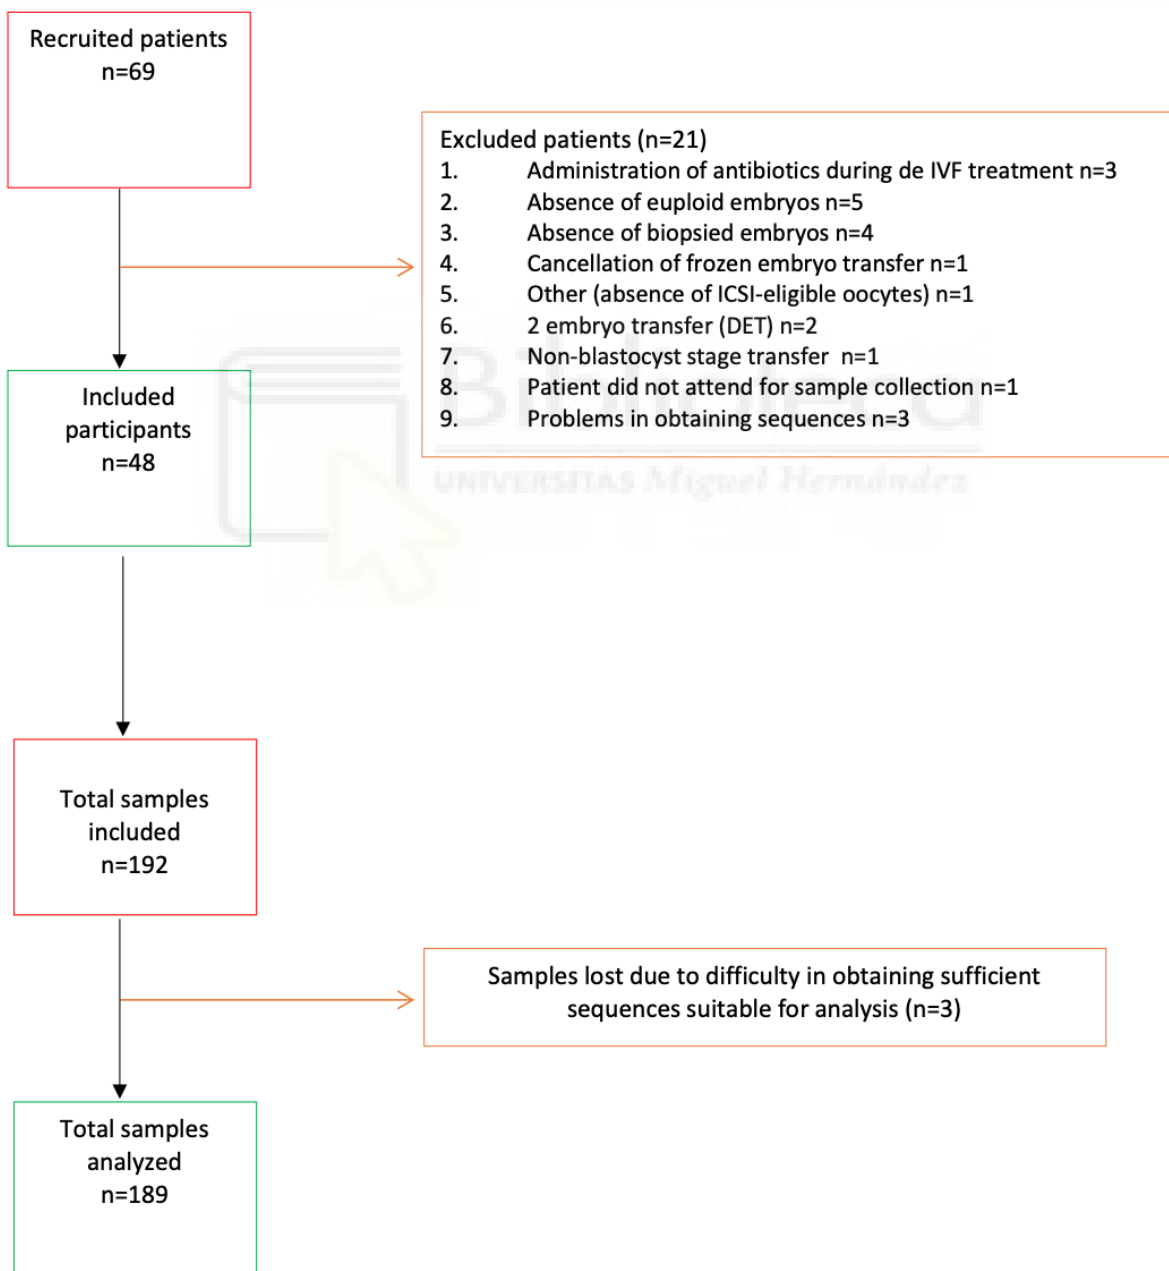 Recruited patients
n=69
Excluded patients (n=21)
1. Administration of antibiotics during de IVF treatment n=3
2. Absence of euploid embryos n=5
3. Absence of biopsied embryos n=4
4. Cancellation of frozen embryo transfer n=1
5. Other (absence of ICSI-eligible oocytes) n=1
6. 2 embryo transfer (DET) n=2
7. Non-blastocyst stage transfer n=1
8. Patient did not attend for sample collection n=1
9. Problems in obtaining sequences n=3
Included
participants
n=48
Biblioteca
UNIVERSITAS Miguel Hernández
Total samples
included
n=192
Samples lost due to difficulty in obtaining sufficient
sequences suitable for analysis (n=3)
Total samples
analyzed
n=189